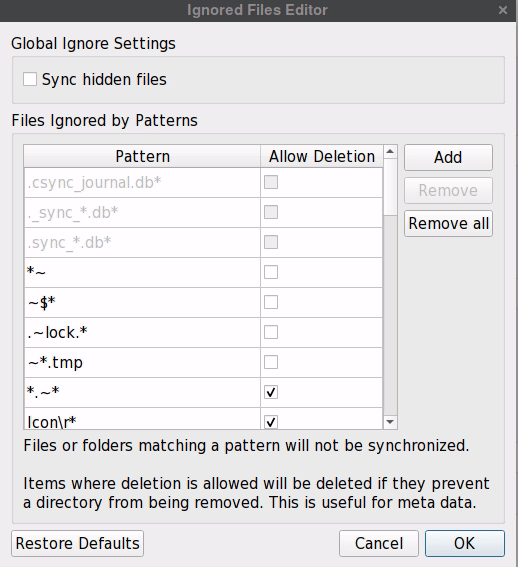 Ignored Files Editor ×
Global Ignore Settings
Sync hidden files
Files Ignored by Patterns
Pattern Allow Deletion
.csync_journal.db*
._sync_*.db*
.sync_*.db*
*~
~$*
.~lock.*
~*.tmp
*.~*
Icon\r*
Add
Remove
Remove all
Files or folders matching a pattern will not be synchronized.
Items where deletion is allowed will be deleted if they prevent
a directory from being removed. This is useful for meta data.
Restore Defaults Cancel OK